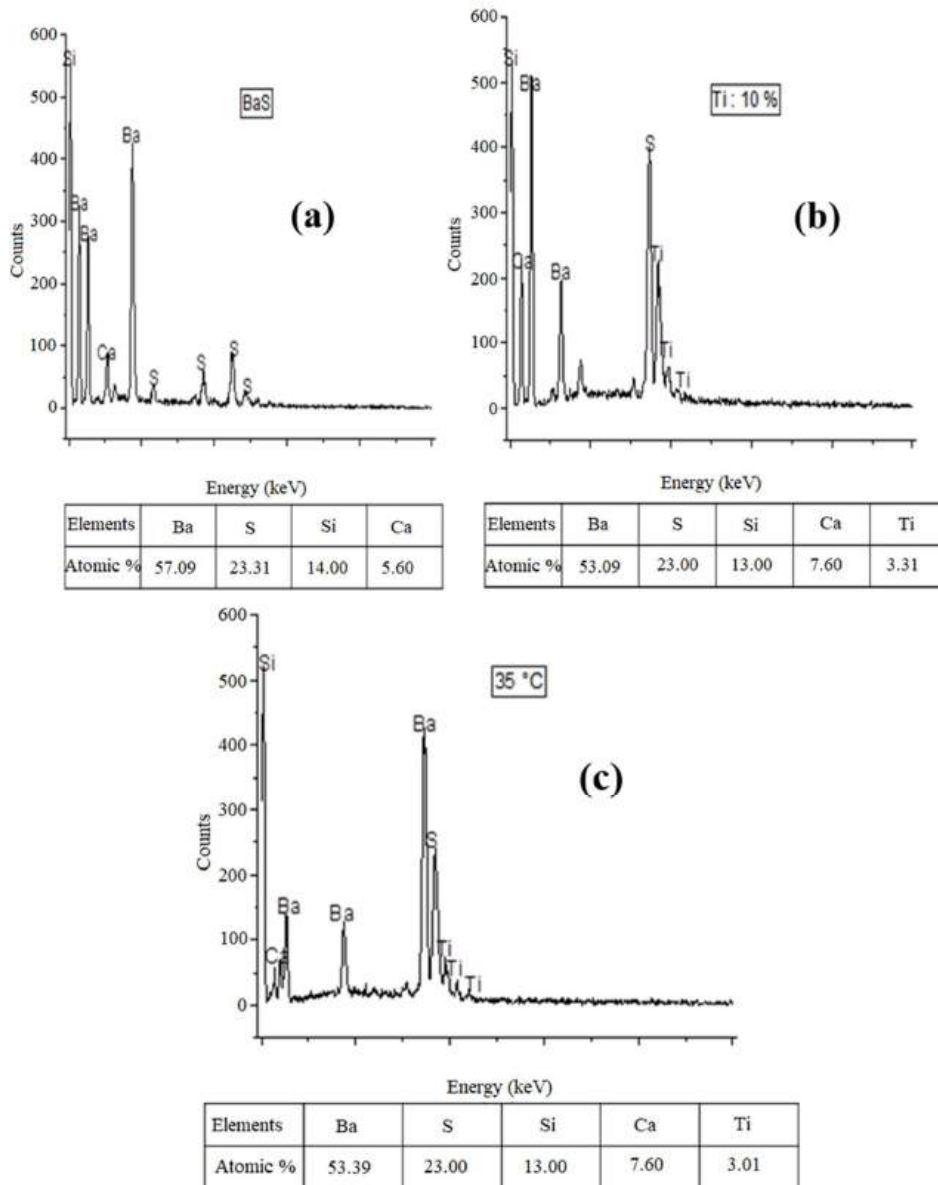 600
500
400
300
200
100
0
Counts
Si
Ba
Ba
Ca
Ba
S
S
S
S
BaS
(a)
Energy (keV)
Elements Ba S Si Ca
Atomic % 57.09 23.31 14.00 5.60
600
500
400
300
200
100
0
Counts
Si
Ba
Ba
S
Ti
Ti
Ti
Ti : 10 %
(b)
Energy (keV)
Elements Ba S Si Ca Ti
Atomic % 53.09 23.00 13.00 7.60 3.31
600
500
400
300
200
100
0
Counts
Si
Ba
Ba
Ba
S
Ti
Ti
Ti
35 °C
(c)
Energy (keV)
Elements Ba S Si Ca Ti
Atomic % 53.39 23.00 13.00 7.60 3.01